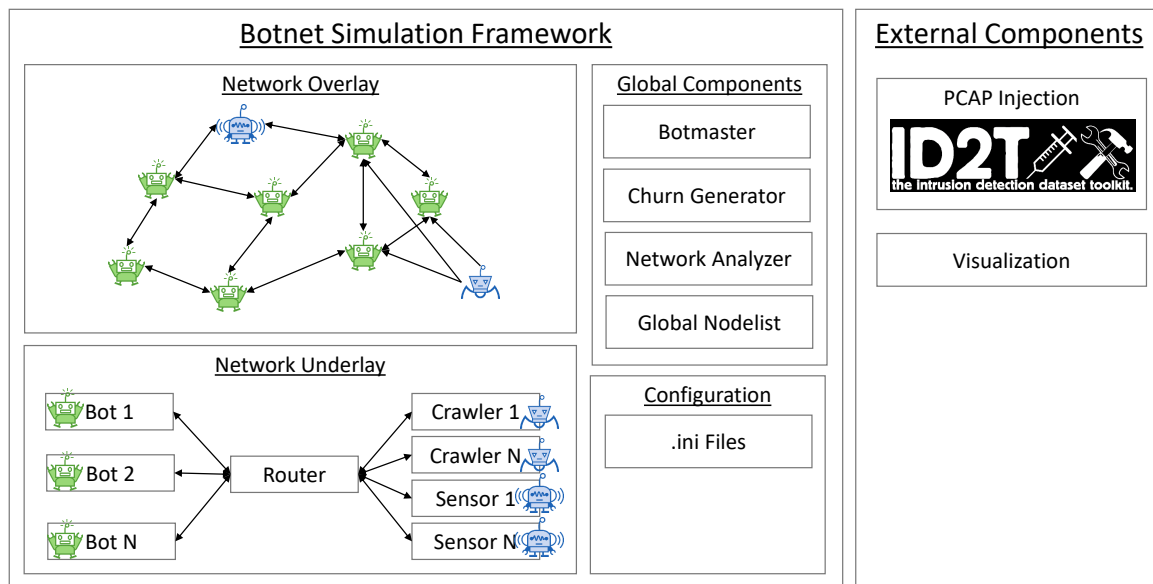 Botnet Simulation Framework
Network Overlay
Global Components
Botmaster
Churn Generator
Network Analyzer
Global Nodelist
Network Underlay
Bot 1
Bot 2
Bot N
Router
Crawler 1
Crawler N
Sensor 1
Sensor N
Configuration
.ini Files
External Components
PCAP Injection
ID2T
the intrusion detection dataset toolkit.
Visualization